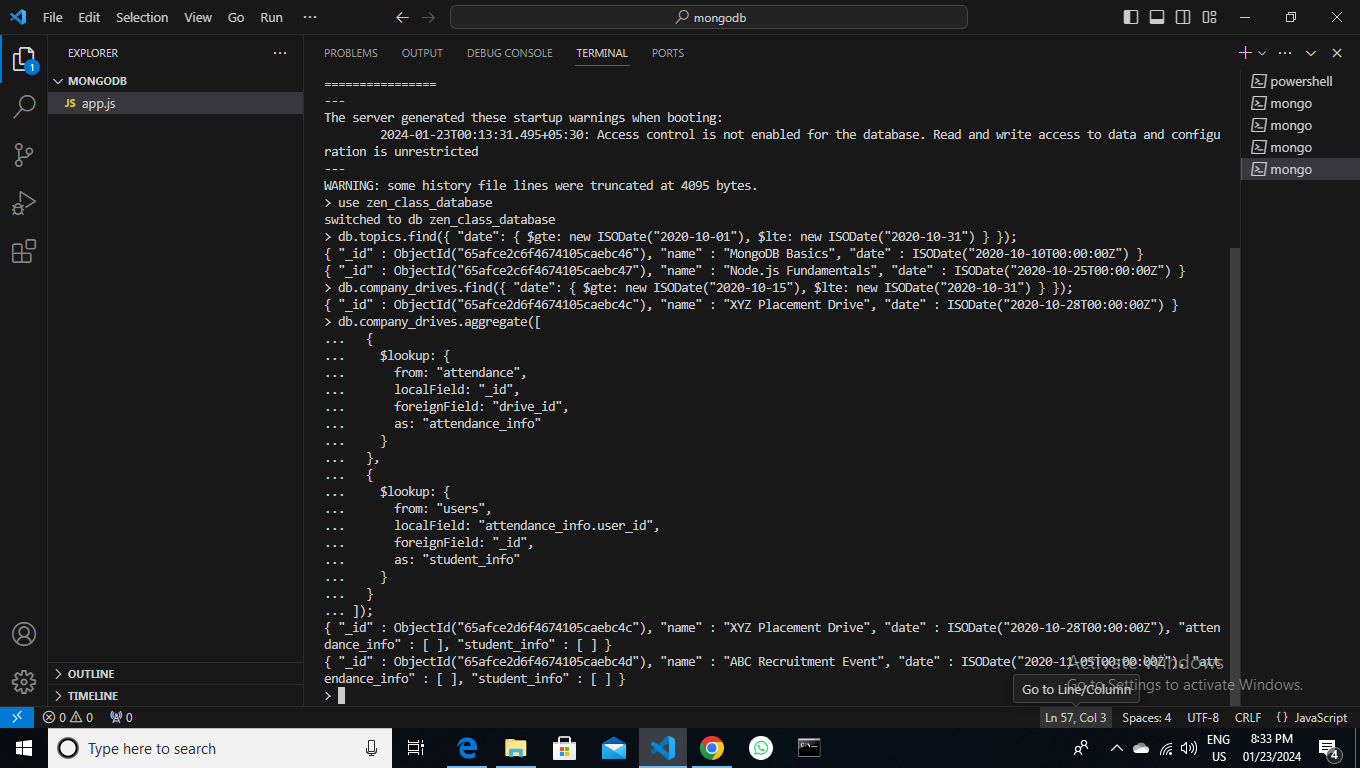 File Edit Selection View Go Run ···
mongodb
EXPLORER ···
MONGODB
JS app.js
OUTLINE
TIMELINE
PROBLEMS OUTPUT DEBUG CONSOLE TERMINAL PORTS
================
---
The server generated these startup warnings when booting:
        2024-01-23T00:13:31.495+05:30: Access control is not enabled for the database. Read and write access to data and configu
ration is unrestricted
---
WARNING: some history file lines were truncated at 4095 bytes.
> use zen_class_database
switched to db zen_class_database
> db.topics.find({ "date": { $gte: new ISODate("2020-10-01"), $lte: new ISODate("2020-10-31") } });
{ "_id" : ObjectId("65afce2d6f4674105caebc46"), "name" : "MongoDB Basics", "date" : ISODate("2020-10-10T00:00:00Z") }
{ "_id" : ObjectId("65afce2d6f4674105caebc47"), "name" : "Node.js Fundamentals", "date" : ISODate("2020-10-25T00:00:00Z") }
> db.company_drives.find({ "date": { $gte: new ISODate("2020-10-15"), $lte: new ISODate("2020-10-31") } });
{ "_id" : ObjectId("65afce2d6f4674105caebc4c"), "name" : "XYZ Placement Drive", "date" : ISODate("2020-10-28T00:00:00Z") }
> db.company_drives.aggregate([
...   {
...     $lookup: {
...       from: "attendance",
...       localField: "_id",
...       foreignField: "drive_id",
...       as: "attendance_info"
...     }
...   },
...   {
...     $lookup: {
...       from: "users",
...       localField: "attendance_info.user_id",
...       foreignField: "_id",
...       as: "student_info"
...     }
...   }
... ]);
{ "_id" : ObjectId("65afce2d6f4674105caebc4c"), "name" : "XYZ Placement Drive", "date" : ISODate("2020-10-28T00:00:00Z"), "atten
dance_info" : [ ], "student_info" : [ ] }
{ "_id" : ObjectId("65afce2d6f4674105caebc4d"), "name" : "ABC Recruitment Event", "date" : ISODate("2020-11-05T00:00:00Z"), "att
endance_info" : [ ], "student_info" : [ ] }
>
powershell
mongo
mongo
mongo
mongo
Activate Windows
Go to Settings to activate Windows.
Go to Line/Column
1
0 0 0
Ln 57, Col 3 Spaces: 4 UTF-8 CRLF {} JavaScript
Type here to search
ENG
US
8:33 PM
01/23/2024
4